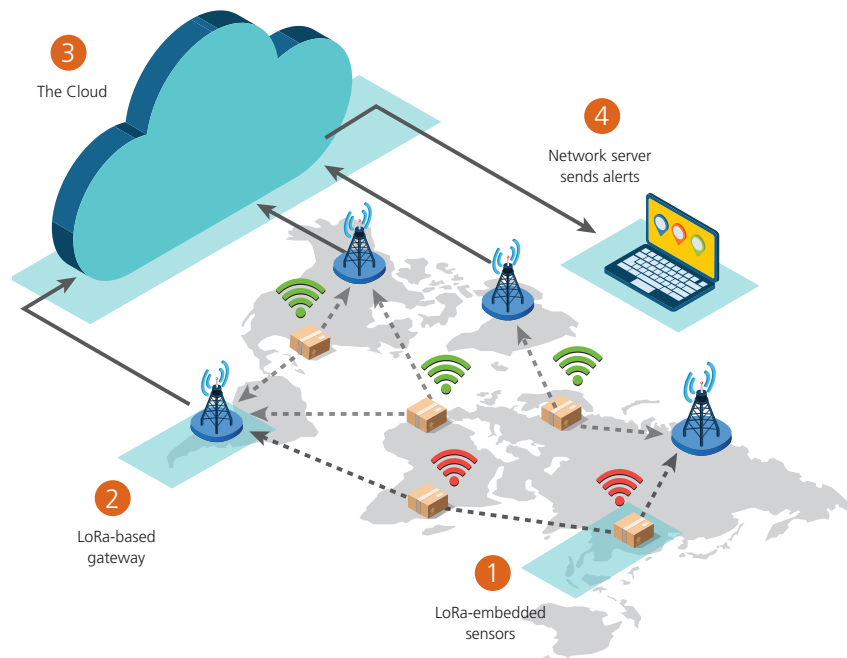 3
The Cloud
4
Network server
sends alerts
2
LoRa-based
gateway
1
LoRa-embedded
sensors